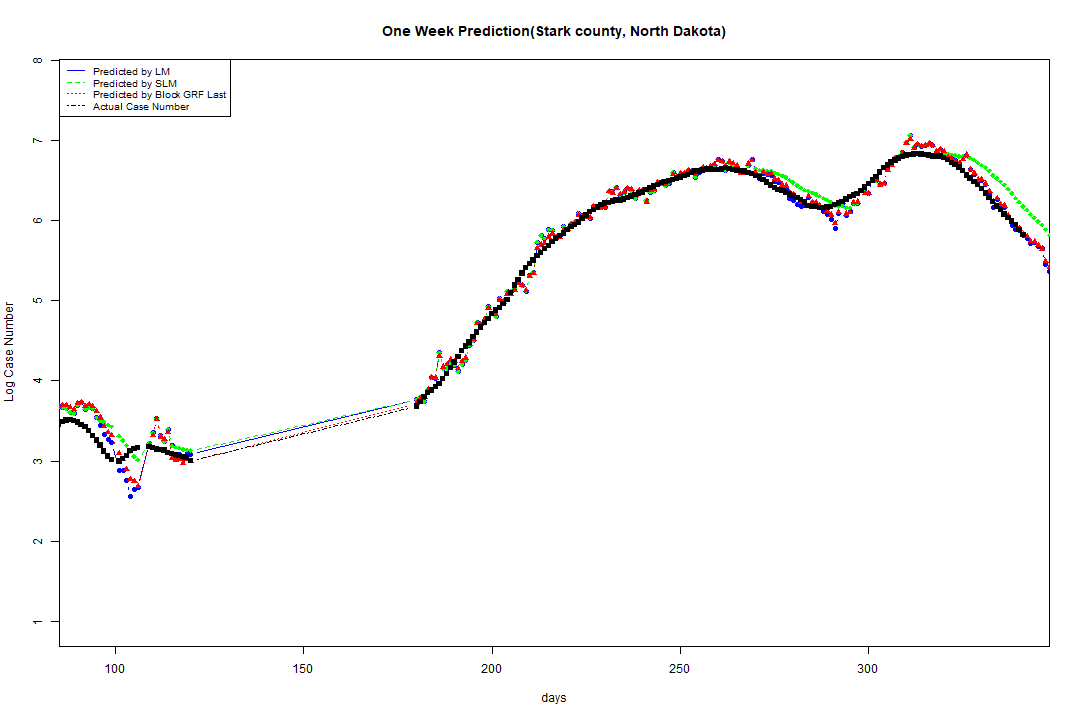 One Week Prediction(Stark county, North Dakota)
Predicted by LM
Predicted by SLM
Predicted by Block GRF Last
Actual Case Number
8
7
6
5
4
3
2
1
Log Case Number
100 150 200 250 300
days